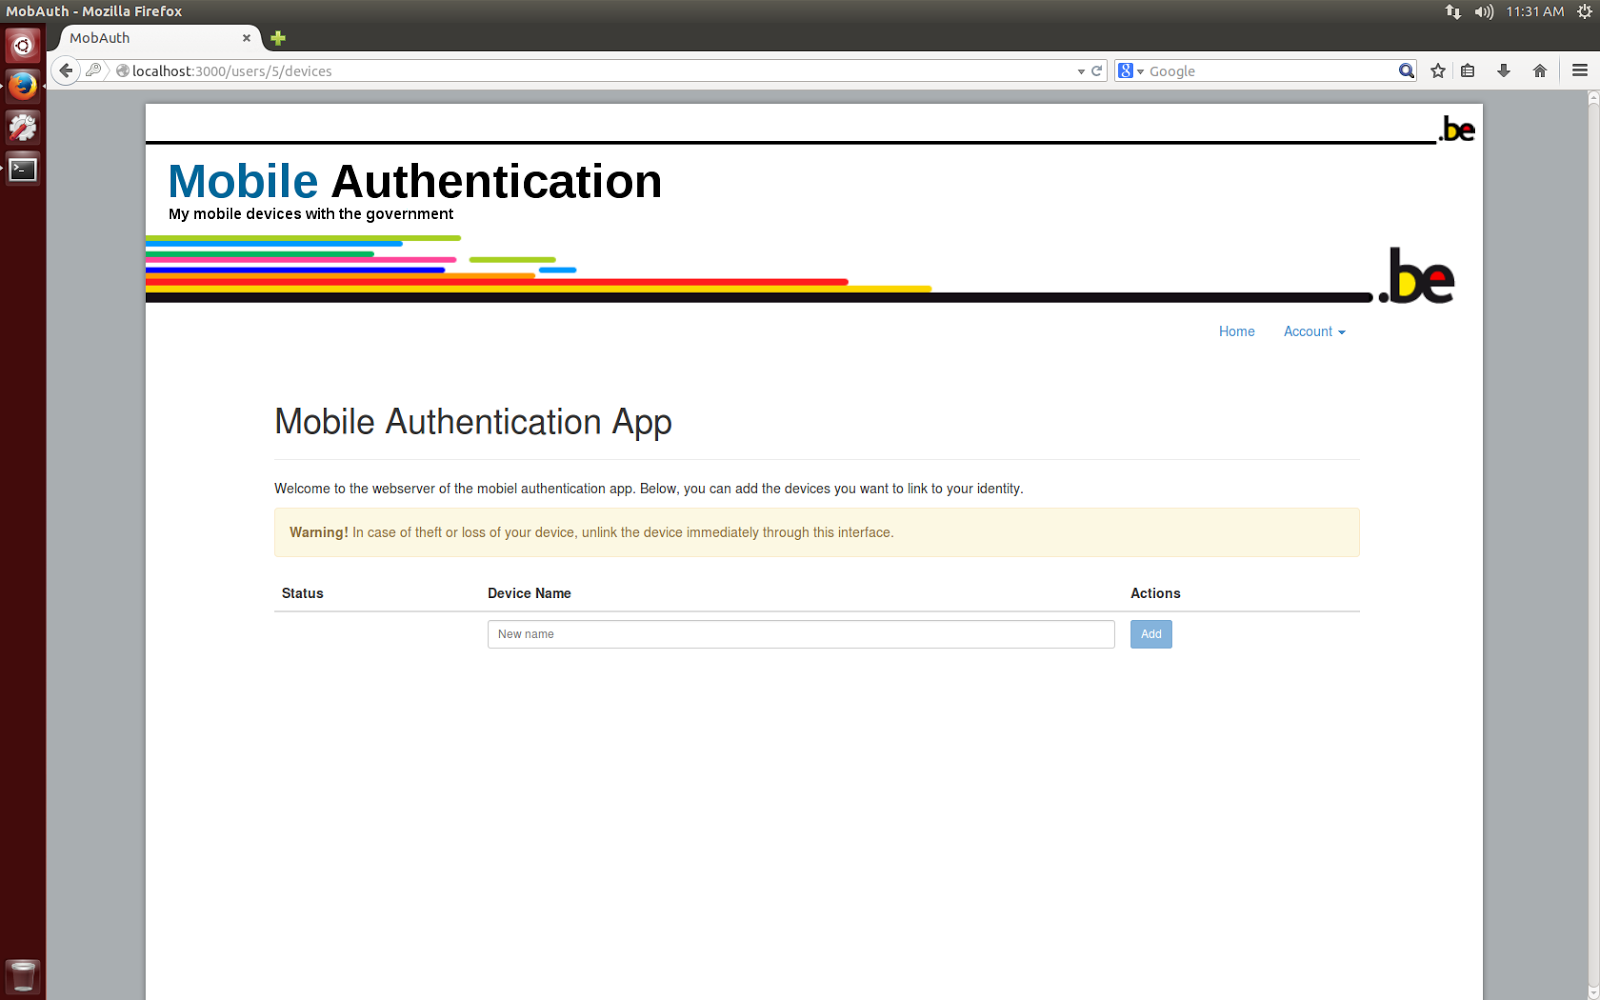 MobAuth - Mozilla Firefox
11:31 AM
MobAuth
localhost:3000/users/5/devices
Google
.be
Mobile Authentication
My mobile devices with the government
.be
Home
Account
Mobile Authentication App
Welcome to the webserver of the mobiel authentication app. Below, you can add the devices you want to link to your identity.
Warning! In case of theft or loss of your device, unlink the device immediately through this interface.
Status Device Name Actions
New name Add